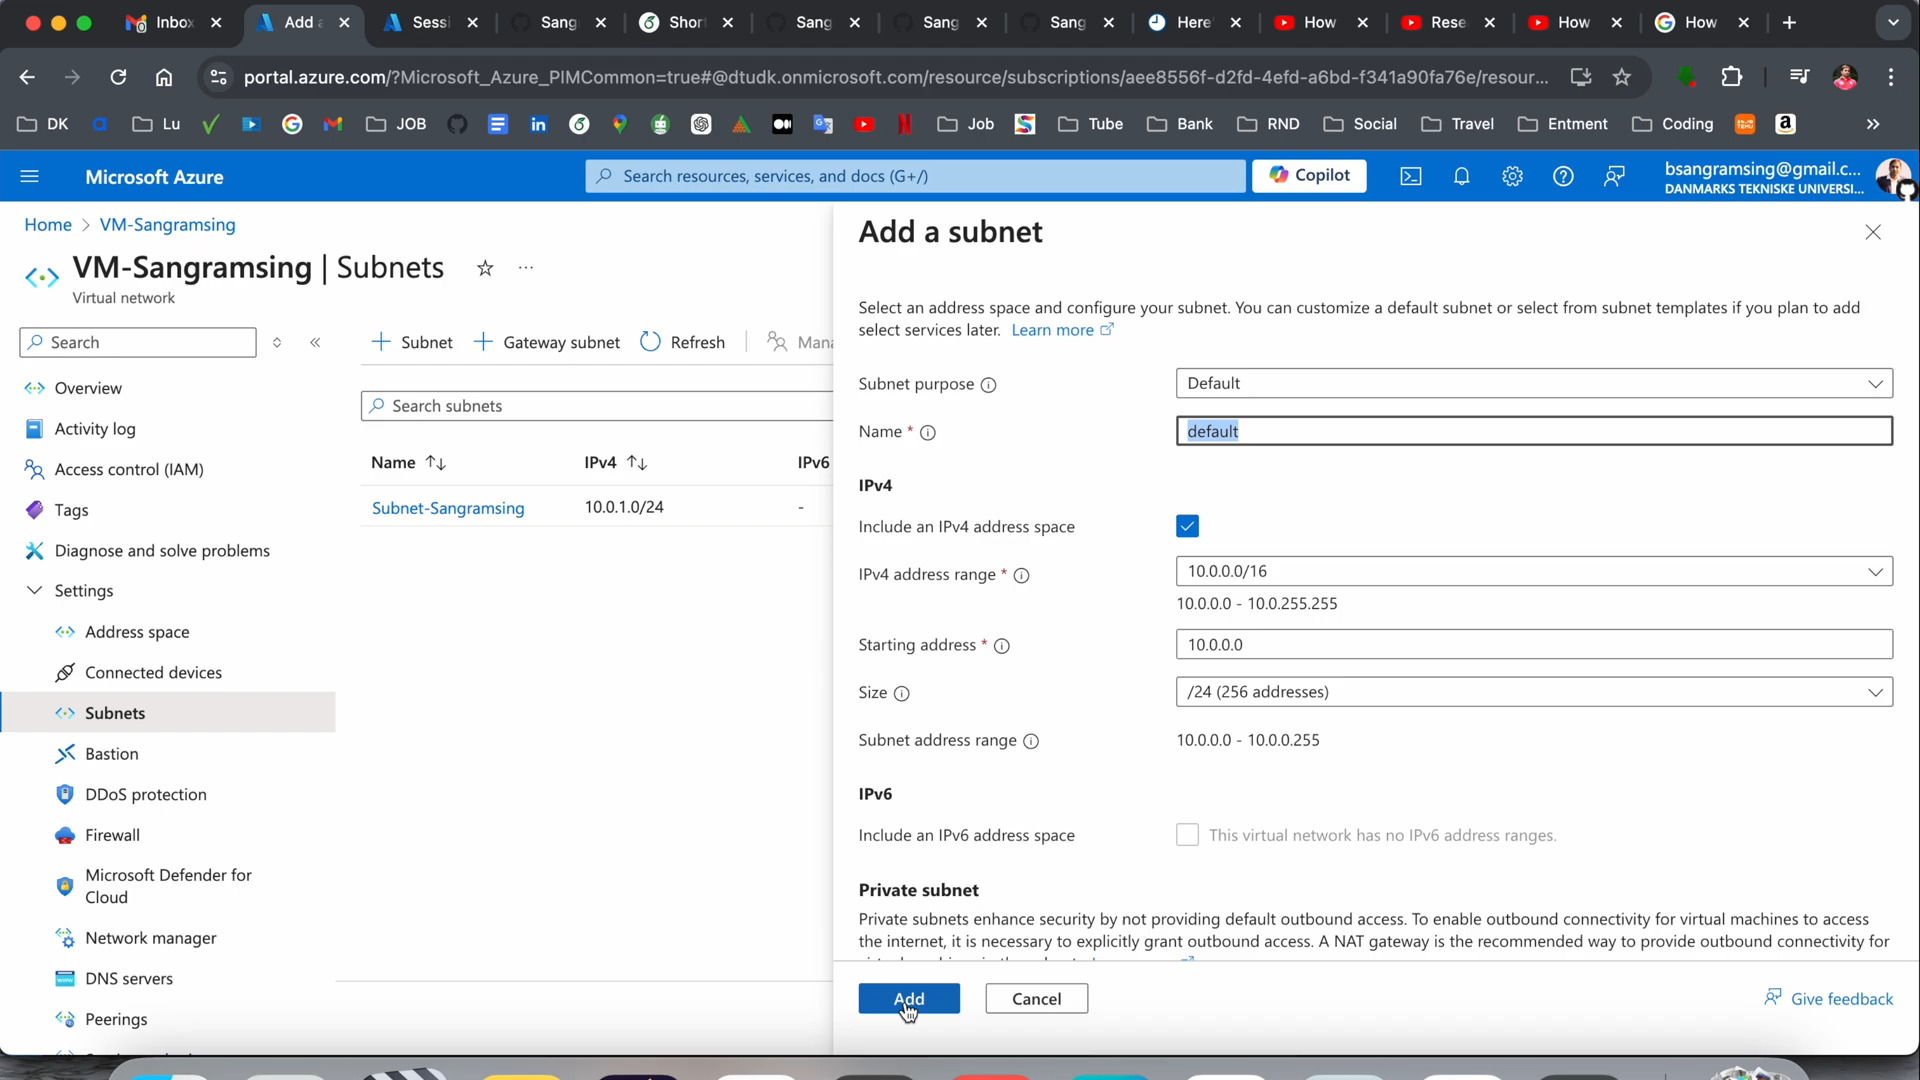 Inbox
Add a
Sessi
Sang
Shor
Sang
Sang
Sang
Here'
How
Rese
How
How
portal.azure.com/?Microsoft_Azure_PIMCommon=true#@dtudk.onmicrosoft.com/resource/subscriptions/aee8556f-d2fd-4efd-a6bd-f341a90fa76e/resour...
DK
Lu
JOB
Job
Tube
Bank
RND
Social
Travel
Entment
Coding
Microsoft Azure
Search resources, services, and docs (G+/)
Copilot
bsangramsing@gmail.c...
DANMARKS TEKNISKE UNIVERSI...
Home > VM-Sangramsing
VM-Sangramsing | Subnets
Virtual network
Search
Overview
Activity log
Access control (IAM)
Tags
Diagnose and solve problems
Settings
Address space
Connected devices
Subnets
Bastion
DDoS protection
Firewall
Microsoft Defender for
Cloud
Network manager
DNS servers
Peerings
Subnet
Gateway subnet
Refresh
Mana
Search subnets
Name IPv4 IPv6
Subnet-Sangramsing 10.0.1.0/24 -
Add a subnet
Select an address space and configure your subnet. You can customize a default subnet or select from subnet templates if you plan to add
select services later. Learn more
Subnet purpose Default
Name * default
IPv4
Include an IPv4 address space
IPv4 address range * 10.0.0.0/16
10.0.0.0 - 10.0.255.255
Starting address * 10.0.0.0
Size /24 (256 addresses)
Subnet address range 10.0.0.0 - 10.0.0.255
IPv6
Include an IPv6 address space This virtual network has no IPv6 address ranges.
Private subnet
Private subnets enhance security by not providing default outbound access. To enable outbound connectivity for virtual machines to access
the internet, it is necessary to explicitly grant outbound access. A NAT gateway is the recommended way to provide outbound connectivity for
Add
Cancel
Give feedback